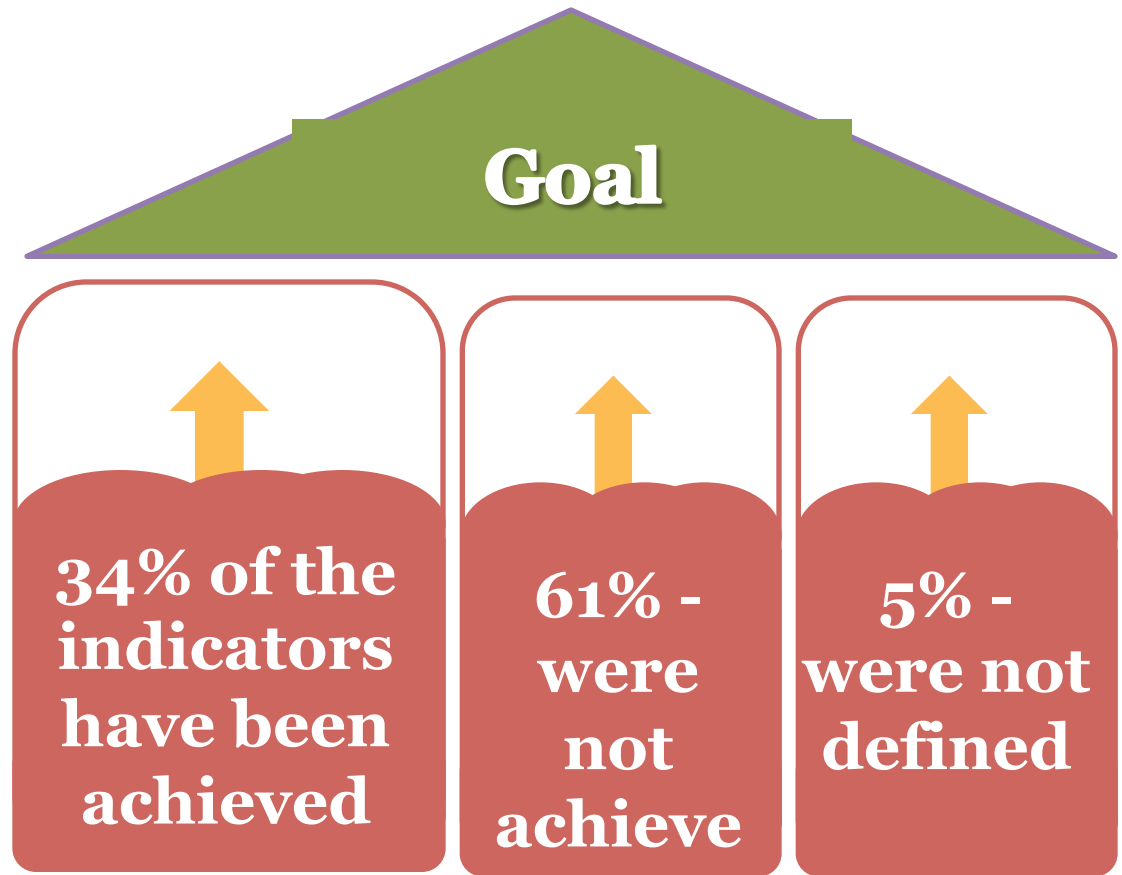 Goal
34% of the
indicators
have been
achieved
61% -
were
not
achieve
5% -
were not
defined